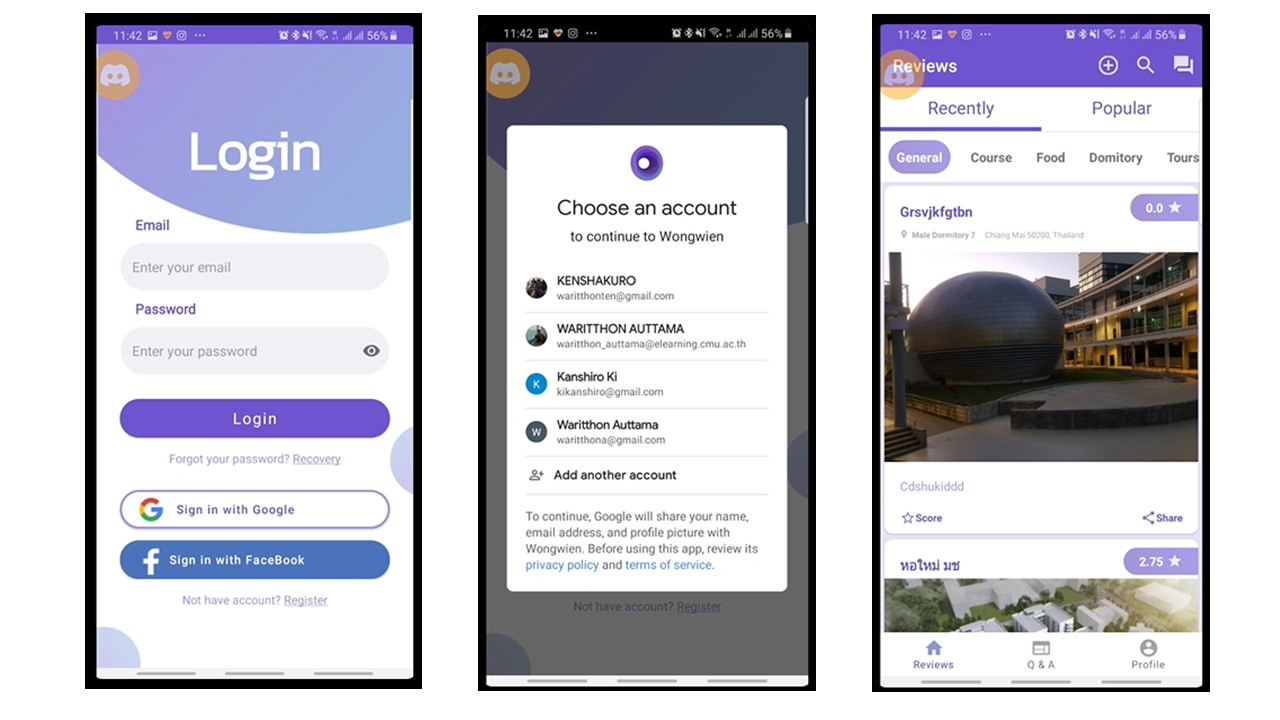 11:42
56%
Login
Email
Enter your email
Password
Enter your password
Login
Forgot your password? Recovery
Sign in with Google
Sign in with FaceBook
Not have account? Register
11:42
56%
Choose an account
to continue to Wongwien
KENSHAKURO
waritthonten@gmail.com
WARITTHON AUTTAMA
waritthon_auttama@elearning.cmu.ac.th
K
Kanshiro Ki
kikanshiro@gmail.com
W
Waritthon Auttama
waritthona@gmail.com
Add another account
To continue, Google will share your name,
email address, and profile picture with
Wongwien. Before using this app, review its
privacy policy and terms of service.
Not have account? Register
11:42
56%
Reviews
Recently
Popular
General
Course
Food
Domitory
Tours
Grsvjkfgtbn
0.0
Male Dormitory 7
Chiang Mai 50200, Thailand
Cdshukiddd
Score
Share
หอใหม่ มช
2.75
Reviews
Q & A
Profile